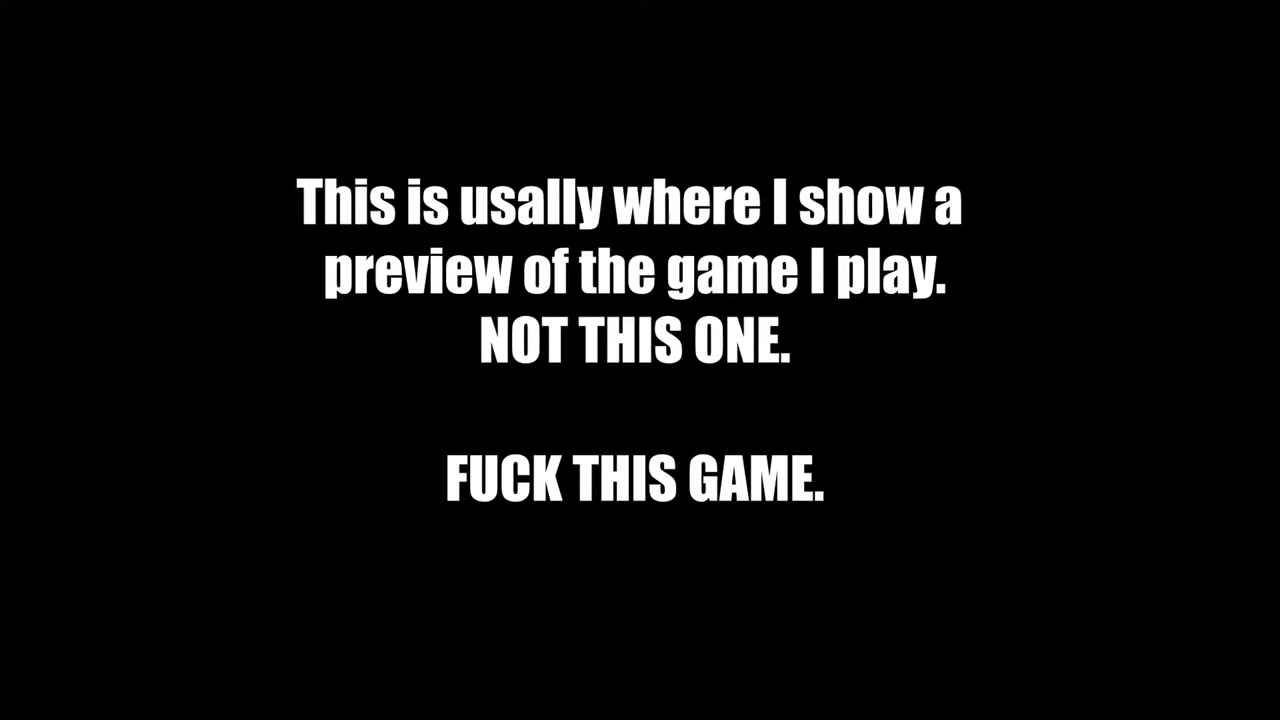 This is usally where I show a
preview of the game I play.
NOT THIS ONE.
FUCK THIS GAME.